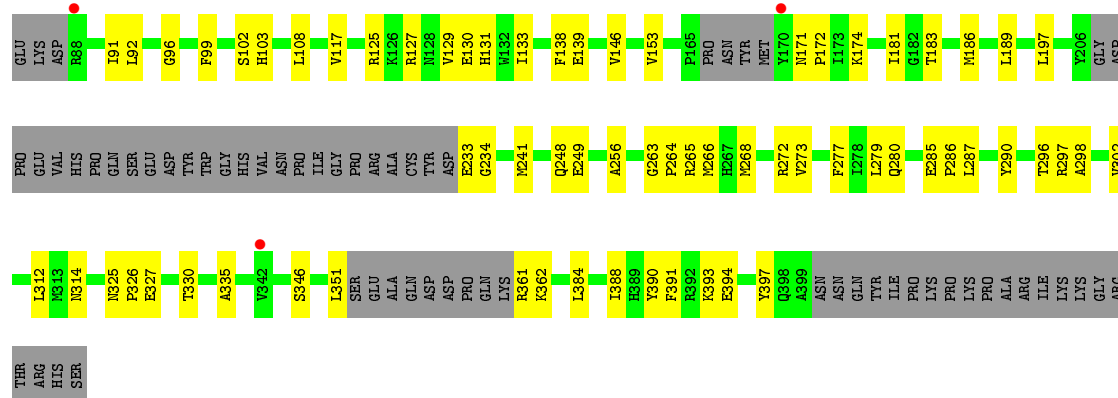 GLU LYS ASP R88 I91 L92 G96 F99 S102 H103 L108 V117 R125 K126 R127 N128 V129 E130 H131 W132 I133 F138 E139 V146 V153 P165 PRO ASN TYR MET Y170 N171 P172 I173 K174 I181 G182 T183 M186 L189 L197 Y206 GLY ASP
PRO GLU VAL HIS PRO GLN SER GLU ASP TYR TRP GLY HIS VAL ASN PRO ILE GLY PRO ARG ALA CYS TYR ASP E233 G234 M241 Q248 E249 A256 G263 P264 R265 M266 H267 M268 R272 V273 F277 I278 L279 Q280 E285 P286 L287 Y290 T296 R297 A298 V302
L312 M313 N314 N325 P326 E327 T330 A335 V342 S346 L351 SER GLU ALA GLN ASP ASP PRO GLN LYS R361 K362 L384 I388 H389 Y390 F391 R392 K393 E394 Y397 Q398 A399 ASN ASN GLN TYR ILE PRO LYS PRO LYS PRO ALA ARG ILE LYS LYS GLY ARG
THR ARG HIS SER